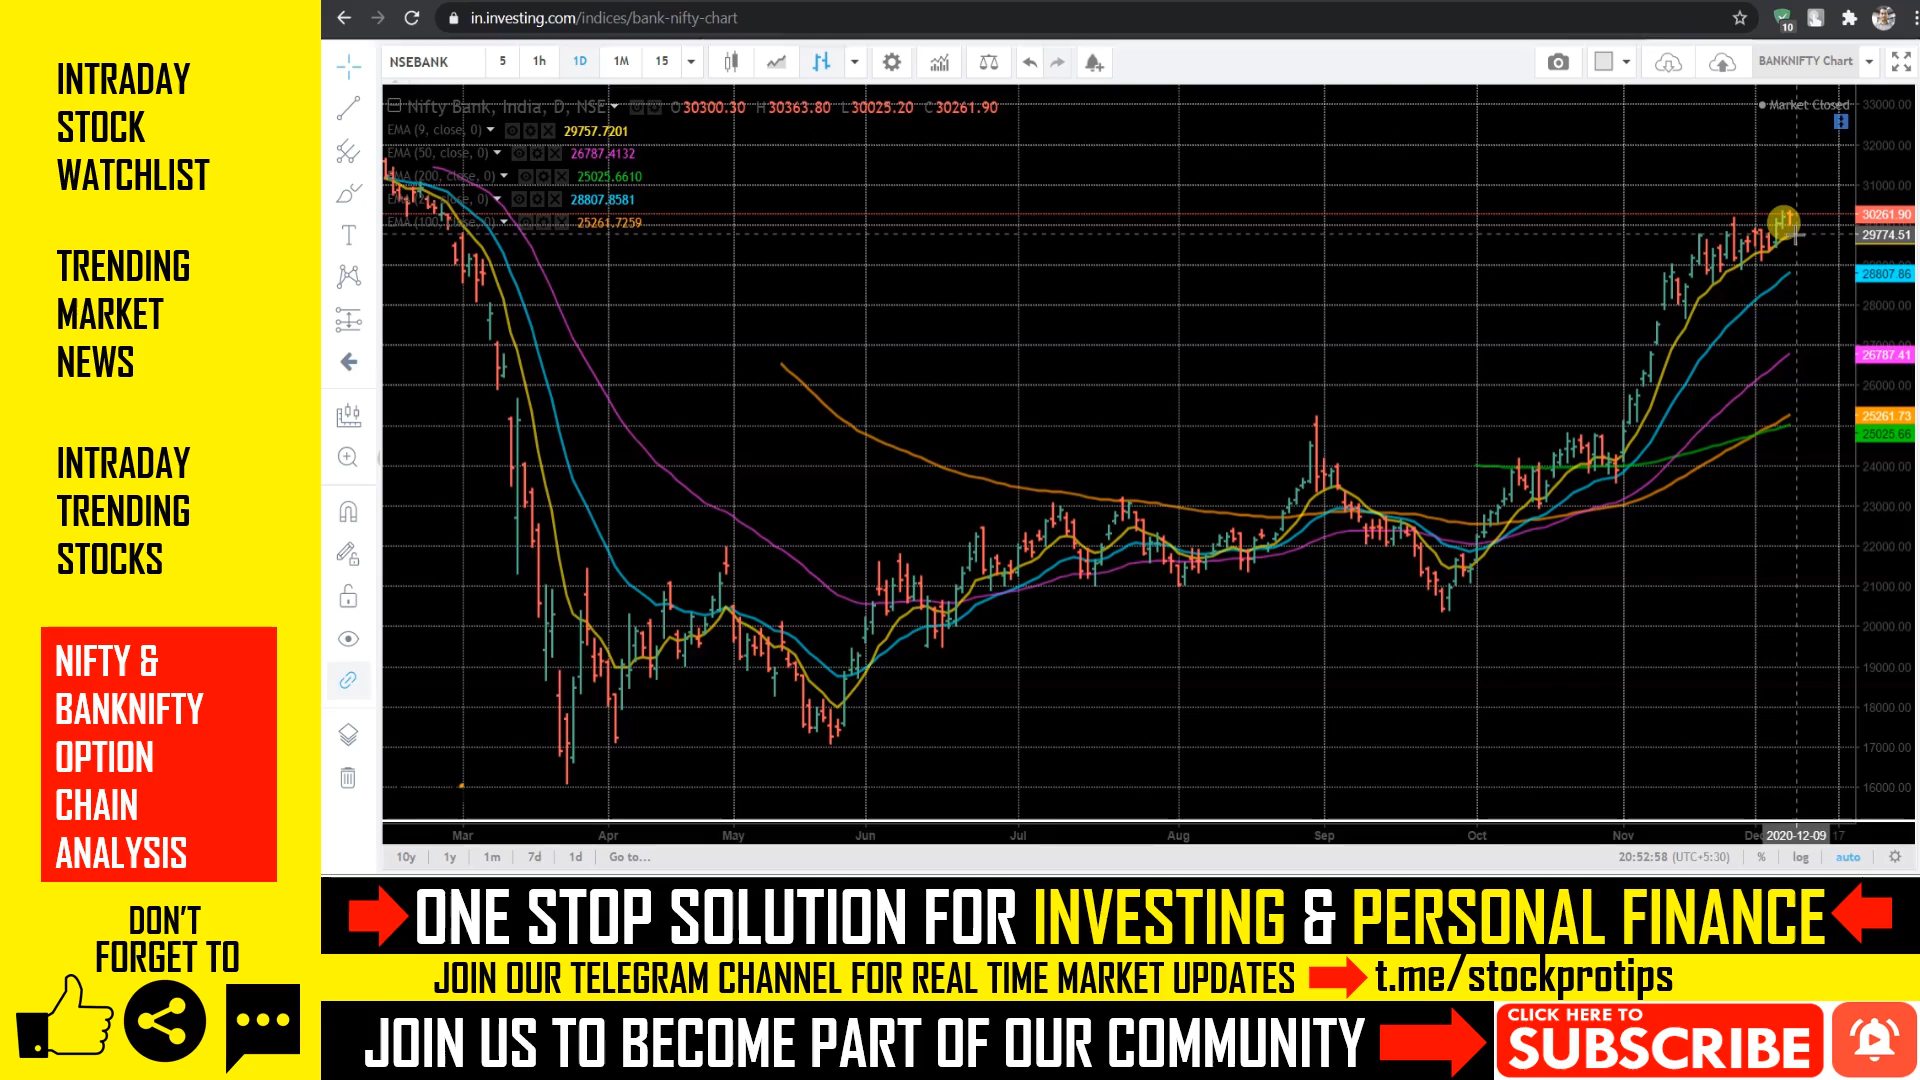 INTRADAY
STOCK
WATCHLIST
TRENDING
MARKET
NEWS
INTRADAY
TRENDING
STOCKS
NIFTY &
BANKNIFTY
OPTION
CHAIN
ANALYSIS
DON'T
FORGET TO
in.investing.com/indices/bank-nifty-chart
10
NSEBANK 5 1h 1D 1M 15
BANKNIFTY Chart
Nifty Bank, India, D, NSE O30300.30 H30363.80 L30025.20 C30261.90
Market Closed
EMA (9, close, 0) 29757.7201
EMA (50, close, 0) 26787.4132
EMA (200, close, 0) 25025.6610
28807.8581
EMA (100, close, 0) 25261.7259
33000.00
32000.00
31000.00
30261.90
29774.51
28807.86
28000.00
26787.41
26000.00
25261.73
25025.66
24000.00
23000.00
22000.00
21000.00
20000.00
19000.00
18000.00
17000.00
16000.00
Mar Apr May Jun Jul Aug Sep Oct Nov 2020-12-09 17
10y 1y 1m 7d 1d Go to...
20:52:58 (UTC+5:30) % log auto
ONE STOP SOLUTION FOR INVESTING & PERSONAL FINANCE
JOIN OUR TELEGRAM CHANNEL FOR REAL TIME MARKET UPDATES t.me/stockprotips
JOIN US TO BECOME PART OF OUR COMMUNITY
CLICK HERE TO
SUBSCRIBE